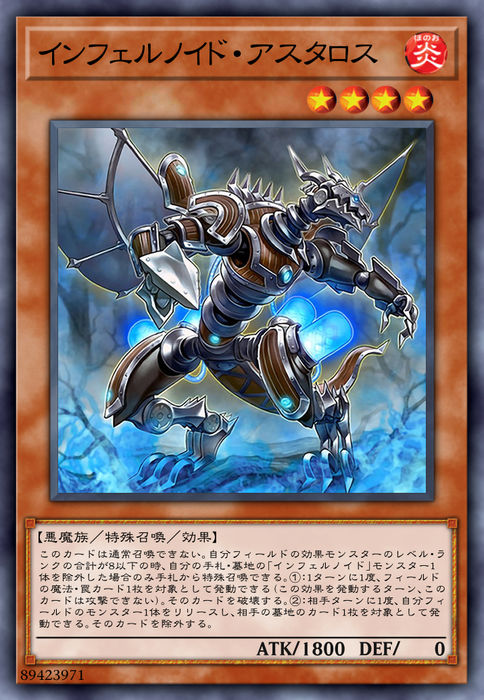 インフェルノイド・アスタロス
ほのお
炎
【悪魔族／特殊召喚／効果】
このカードは通常召喚できない。自分フィールドの効果モンスターのレベル・ラ
ンクの合計が8以下の時、自分の手札・墓地の「インフェルノイド」モンスター1
体を除外した場合のみ手札から特殊召喚できる。①：1ターンに1度、フィールド
の魔法・罠カード1枚を対象として発動できる(この効果を発動するターン、こ
のカードは攻撃できない)。そのカードを破壊する。②：相手ターンに1度、自分フィ
ールドのモンスター1体をリリースし、相手の墓地のカード1枚を対象として発
動できる。そのカードを除外する。
ATK/1800 DEF/ 0
89423971